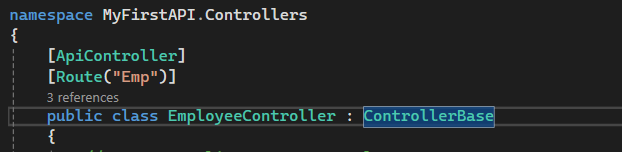 namespace MyFirstAPI.Controllers
{
[ApiController]
[Route("Emp")]
3 references
public class EmployeeController : ControllerBase
{